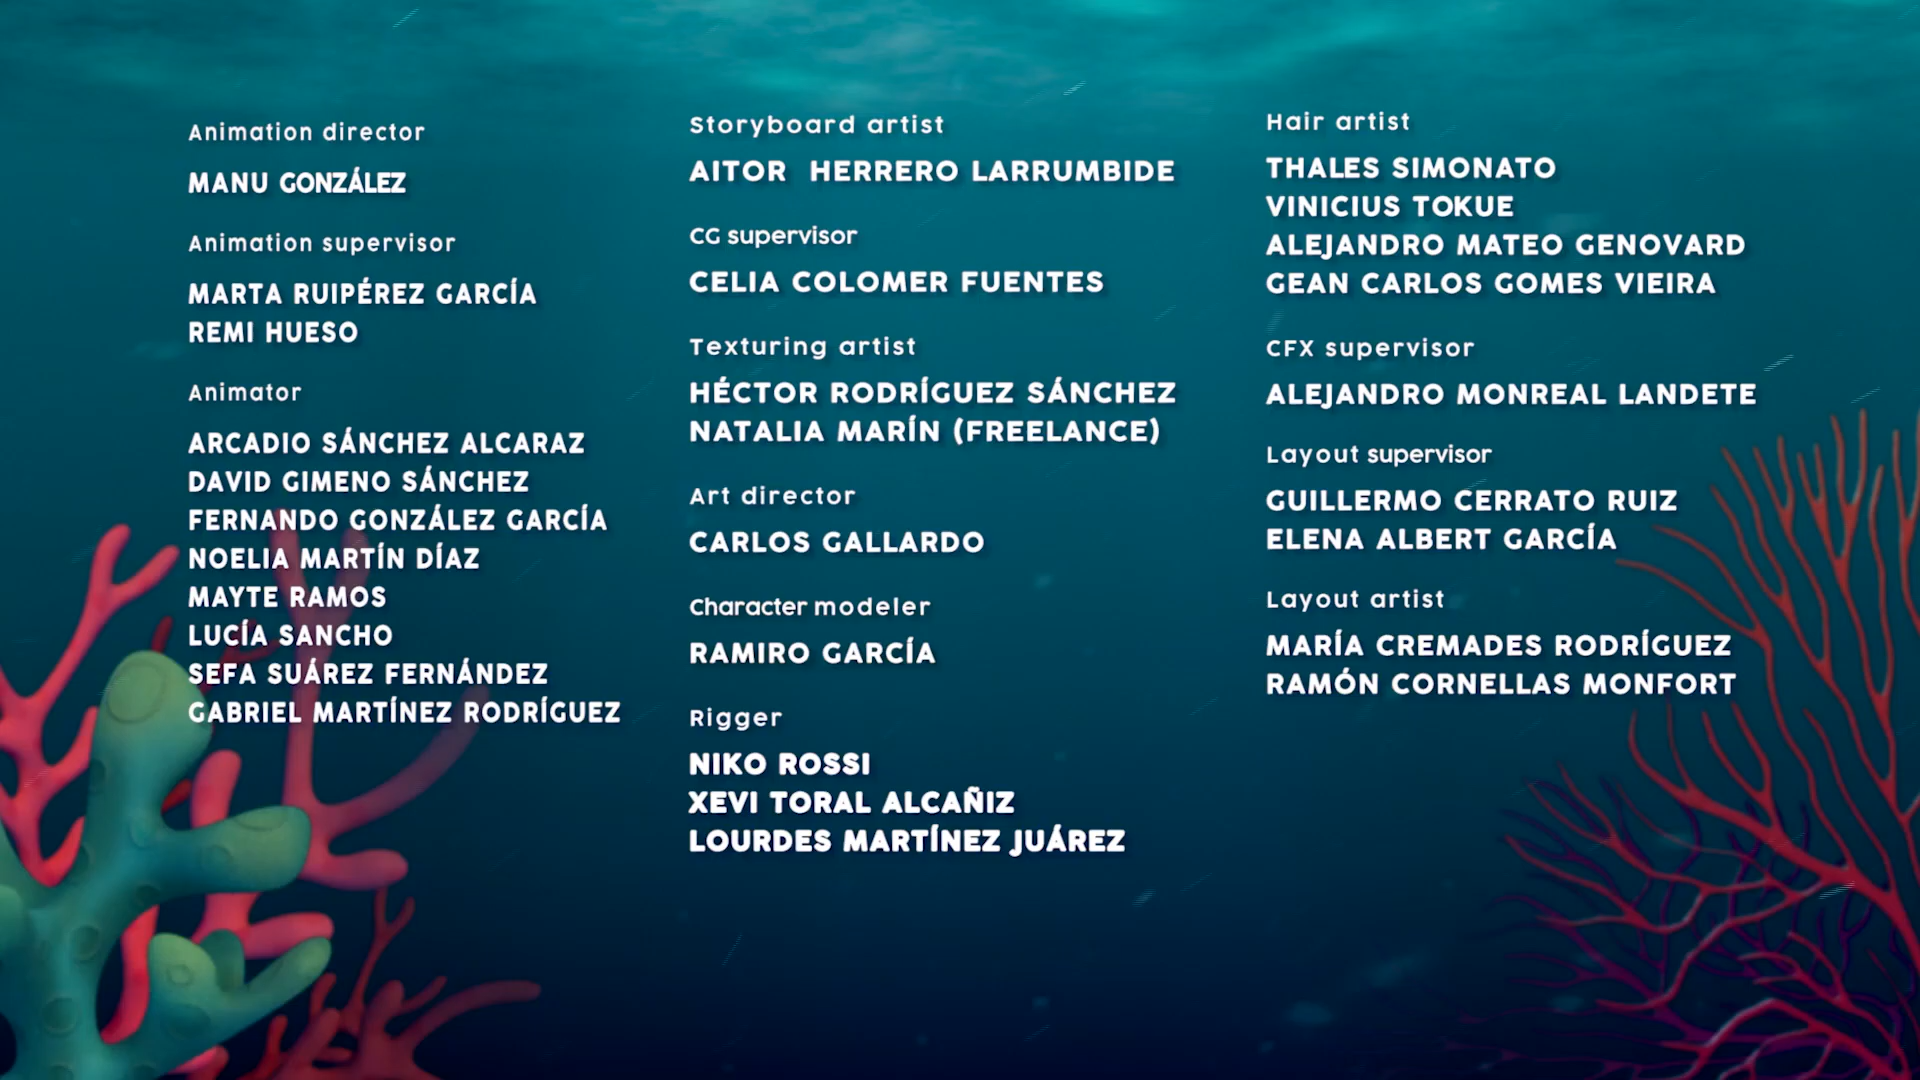 Animation director
MANU GONZÁLEZ
Animation supervisor
MARTA RUIPÉREZ GARCÍA
REMI HUESO
Animator
ARCADIO SÁNCHEZ ALCARAZ
DAVID GIMENO SÁNCHEZ
FERNANDO GONZÁLEZ GARCÍA
NOELIA MARTÍN DÍAZ
MAYTE RAMOS
LUCÍA SANCHO
SEFA SUÁREZ FERNÁNDEZ
GABRIEL MARTÍNEZ RODRÍGUEZ
Storyboard artist
AITOR HERRERO LARRUMBIDE
CG supervisor
CELIA COLOMER FUENTES
Texturing artist
HÉCTOR RODRÍGUEZ SÁNCHEZ
NATALIA MARÍN (FREELANCE)
Art director
CARLOS GALLARDO
Character modeler
RAMIRO GARCÍA
Rigger
NIKO ROSSI
XEVI TORAL ALCAÑIZ
LOURDES MARTÍNEZ JUÁREZ
Hair artist
THALES SIMONATO
VINICIUS TOKUE
ALEJANDRO MATEO GENOVARD
GEAN CARLOS GOMES VIEIRA
CFX supervisor
ALEJANDRO MONREAL LANDETE
Layout supervisor
GUILLERMO CERRATO RUIZ
ELENA ALBERT GARCÍA
Layout artist
MARÍA CREMADES RODRÍGUEZ
RAMÓN CORNELLAS MONFORT